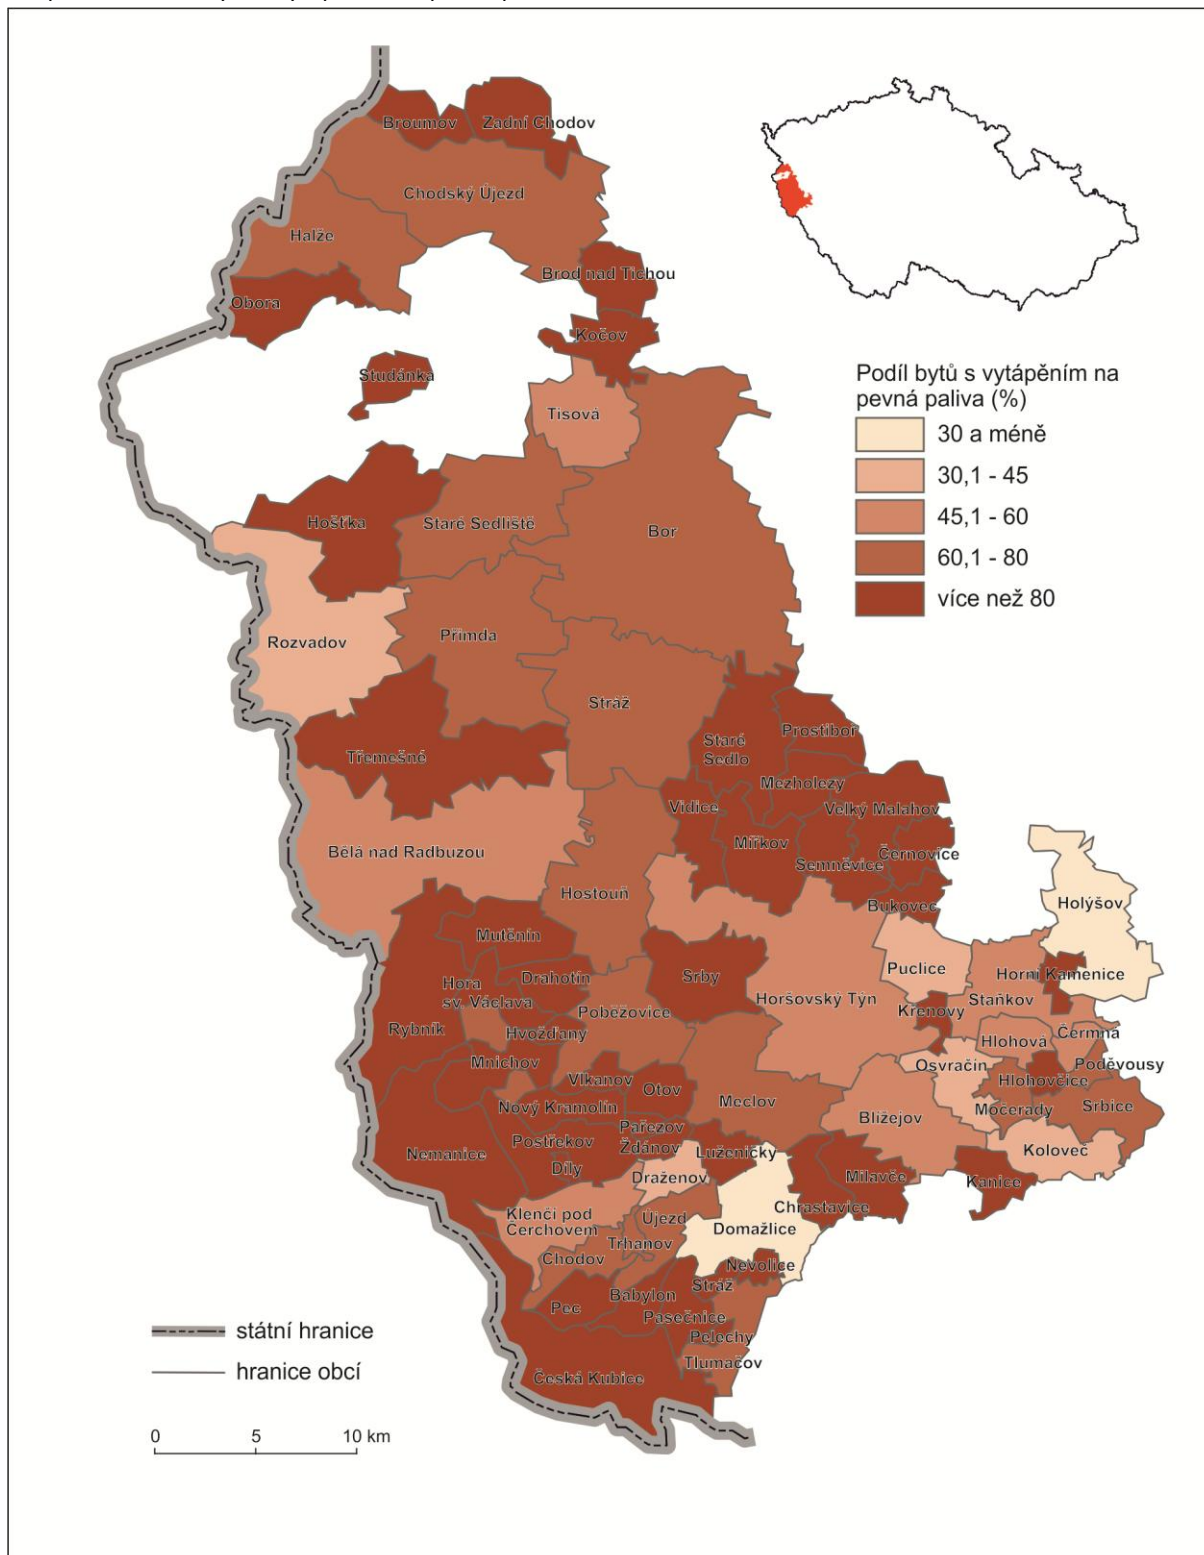 Broumov
Zadní Chodov
Chodský Újezd
Halže
Brod nad Tichou
Obora
Kočov
Studánka
Tisová
Podíl bytů s vytápěním na
pevná paliva (%)
30 a méně
30,1 - 45
45,1 - 60
60,1 - 80
více než 80
Hošťka
Staré Sedliště
Bor
Rozvadov
Přimda
Stráž
Staré
Sedlo
Prostiboř
Třemešné
Mezholezy
Vidice
Velký Malahov
Mířkov
Semněvice
Černovice
Bělá nad Radbuzou
Hostouň
Bukovec
Holýšov
Mutěnín
Puclice
Srby
Drahotín
Hora
sv. Václava
Horní Kamenice
Horšovský Týn
Staňkov
Poběžovice
Křenovy
Rybník
Hvožďany
Hlohová
Čermná
Mnichov
Osvračín
Poděvousy
Vlkanov
Otov
Hlohovčice
Nový Kramolín
Meclov
Močerady
Srbice
Blížejov
Pařezov
Postřekov
Ždánov
Nemanice
Luženičky
Koloveč
Díly
Draženov
Milavče
Kanice
Chrastavice
Klenčí pod
Čerchovem
Újezd
Domažlice
Trhanov
Chodov
Nevolice
Stráž
Babylon
Pec
Pasečnice
Pelechy
Tlumačov
Česká Kubice
státní hranice
hranice obcí
0 5 10 km